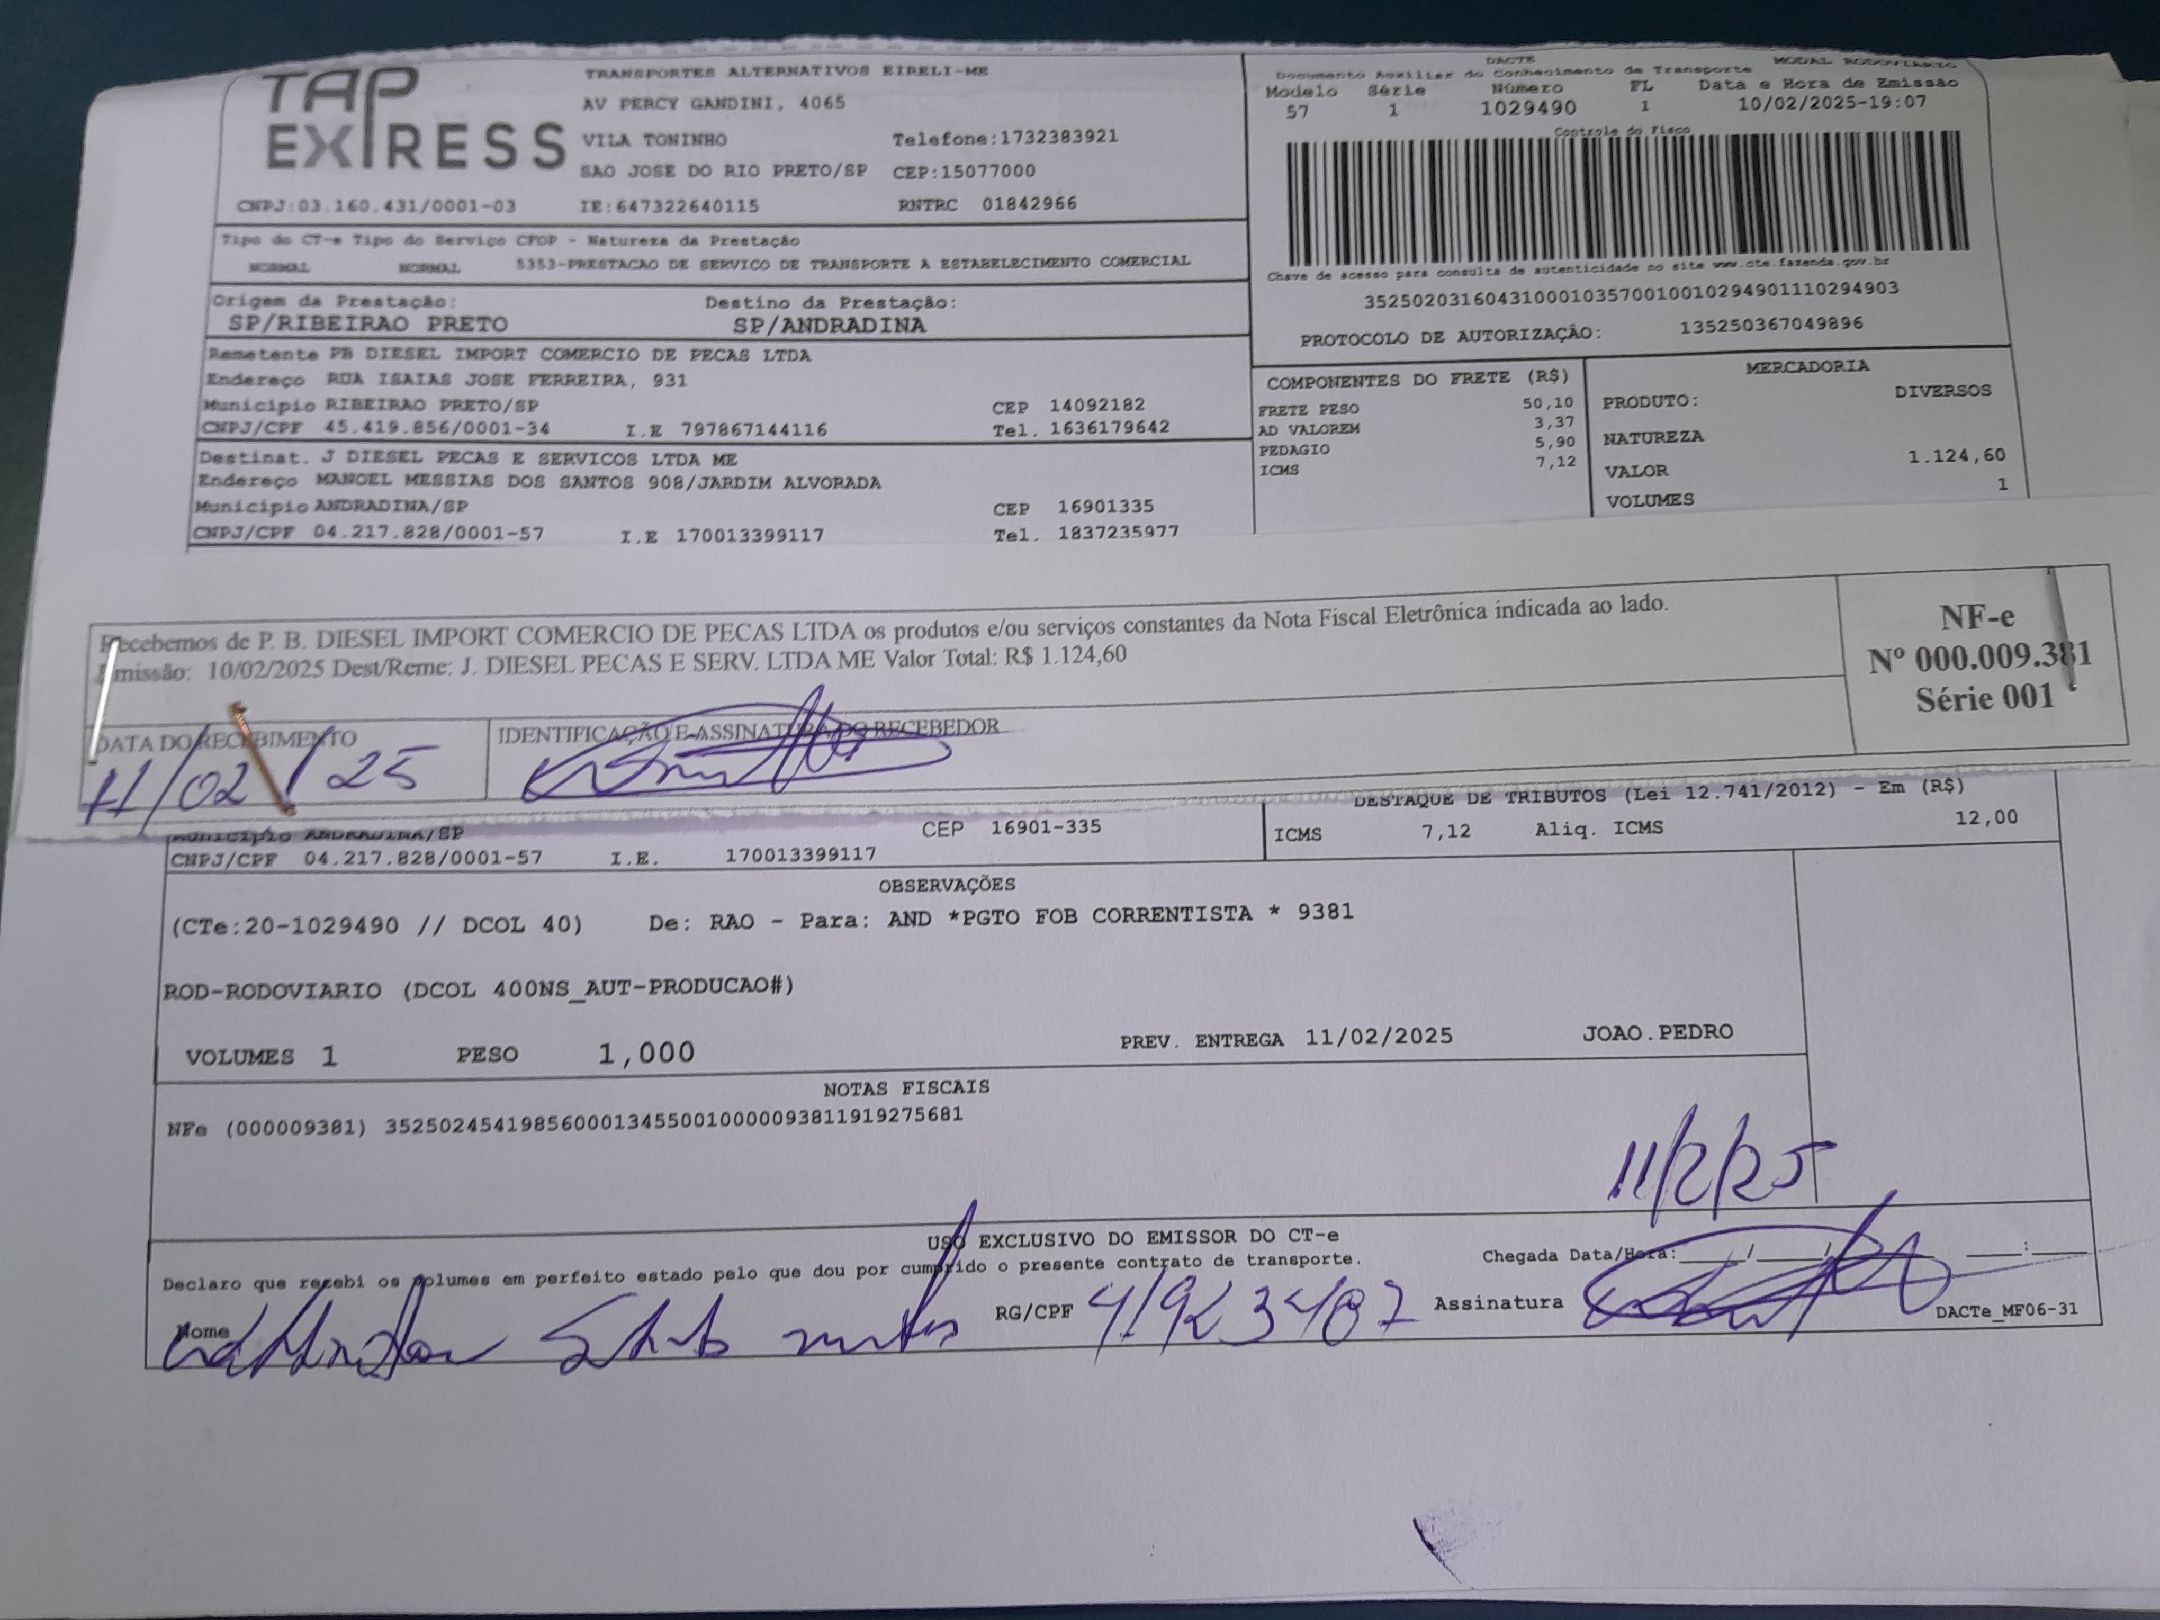 TAP EXPRESS
TRANSPORTES ALTERNATIVOS EIRELI-ME
AV PERCY GANDINI, 4065
VILA TONINHO Telefone:1732383921
SAO JOSE DO RIO PRETO/SP CEP:15077000
CNPJ:03.160.431/0001-03 IE:647322640115 RNTRC 01842966
DACTE MODAL RODOVIARIO
Documento Auxiliar do Conhecimento de Transporte
Modelo Série Número FL Data e Hora de Emissão
57 1 1029490 1 10/02/2025-19:07
Controle do Fisco
Chave de acesso para consulta de autenticidade no site www.cte.fazenda.gov.br
35250203160431000103570010010294901110294903
PROTOCOLO DE AUTORIZAÇÃO: 135250367049896
Tipo do CT-e Tipo do Serviço CFOP - Natureza da Prestação
NORMAL NORMAL 5353-PRESTACAO DE SERVICO DE TRANSPORTE A ESTABELECIMENTO COMERCIAL
Origem da Prestação: Destino da Prestação:
SP/RIBEIRAO PRETO SP/ANDRADINA
Remetente PB DIESEL IMPORT COMERCIO DE PECAS LTDA
Endereço RUA ISAIAS JOSE FERREIRA, 931
Municipio RIBEIRAO PRETO/SP CEP 14092182
CNPJ/CPF 45.419.856/0001-34 I.E 797867144116 Tel. 1636179642
Destinat. J DIESEL PECAS E SERVICOS LTDA ME
Endereço MANOEL MESSIAS DOS SANTOS 908/JARDIM ALVORADA
Municipio ANDRADINA/SP CEP 16901335
CNPJ/CPF 04.217.828/0001-57 I.E 170013399117 Tel. 1837235977
COMPONENTES DO FRETE (R$)
FRETE PESO 50,10
AD VALOREM 3,37
PEDAGIO 5,90
ICMS 7,12
MERCADORIA
PRODUTO: DIVERSOS
NATUREZA
VALOR 1.124,60
VOLUMES 1
Recebemos de P. B. DIESEL IMPORT COMERCIO DE PECAS LTDA os produtos e/ou serviços constantes da Nota Fiscal Eletrônica indicada ao lado.
Emissão: 10/02/2025 Dest/Reme: J. DIESEL PECAS E SERV. LTDA ME Valor Total: R$ 1.124,60
NF-e
Nº 000.009.381
Série 001
DATA DO RECEBIMENTO IDENTIFICAÇÃO E ASSINATURA DO RECEBEDOR
11/02/25
Municipio ANDRADINA/SP CEP 16901-335
CNPJ/CPF 04.217.828/0001-57 I.E. 170013399117
DESTAQUE DE TRIBUTOS (Lei 12.741/2012) - Em (R$)
ICMS 7,12 Aliq. ICMS 12,00
OBSERVAÇÕES
(CTe:20-1029490 // DCOL 40) De: RAO - Para: AND *PGTO FOB CORRENTISTA * 9381
ROD-RODOVIARIO (DCOL 400NS_AUT-PRODUCAO#)
VOLUMES 1 PESO 1,000 PREV. ENTREGA 11/02/2025 JOAO.PEDRO
NOTAS FISCAIS
NFe (000009381) 35250245419856000134550010000093811919275681
11/2/25
USO EXCLUSIVO DO EMISSOR DO CT-e
Declaro que recebi os volumes em perfeito estado pelo que dou por cumprido o presente contrato de transporte.
Chegada Data/Hora:____/____/ ____:____
Nome RG/CPF Assinatura
DACTe_MF06-31